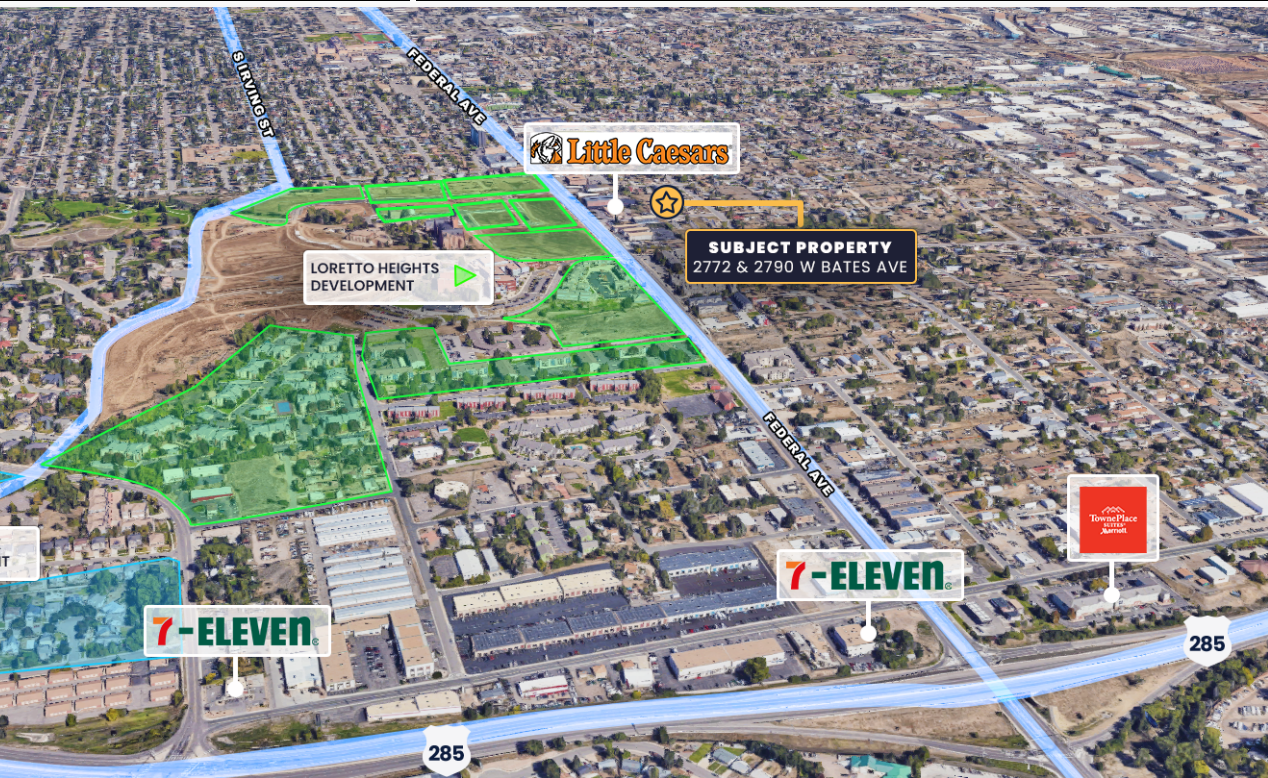 S IRVING ST
FEDERAL AVE
Little Caesars
SUBJECT PROPERTY
2772 & 2790 W BATES AVE
LORETTO HEIGHTS
DEVELOPMENT
FEDERAL AVE
TownePlace
SUITES
Marriott
7-ELEVEN®
7-ELEVEN®
285
285